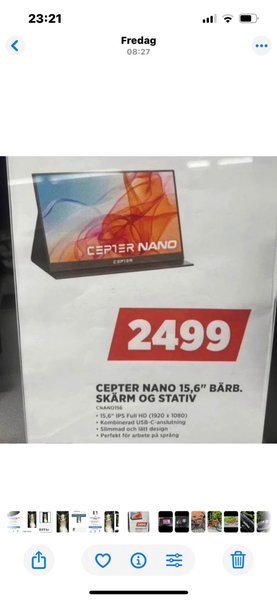 23:21
Fredag
08:27
CEPTER NANO
CEPTER
2499
CEPTER NANO 15,6" BÄRB.
SKÄRM OG STATIV
CNANO156
• 15,6" IPS Full HD (1920 x 1080)
• Kombinerad USB-C-anslutning
• Slimmad och lätt design
• Perfekt för arbete på språng